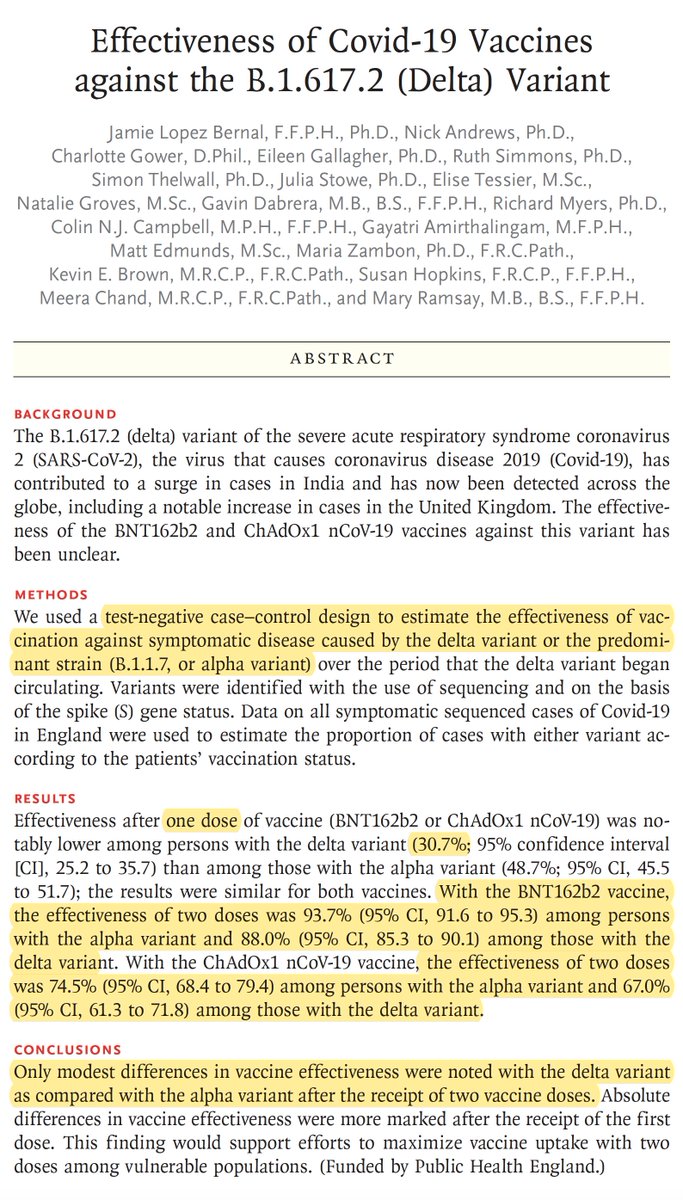 Effectiveness of Covid-19 Vaccines
against the B.1.617.2 (Delta) Variant
Jamie Lopez Bernal, F.F.P.H., Ph.D., Nick Andrews, Ph.D.,
Charlotte Gower, D.Phil., Eileen Gallagher, Ph.D., Ruth Simmons, Ph.D.,
Simon Thelwall, Ph.D., Julia Stowe, Ph.D., Elise Tessier, M.Sc.,
Natalie Groves, M.Sc., Gavin Dabrera, M.B., B.S., F.F.P.H., Richard Myers, Ph.D.,
Colin N.J. Campbell, M.P.H., F.F.P.H., Gayatri Amirthalingam, M.F.P.H.,
Matt Edmunds, M.Sc., Maria Zambon, Ph.D., F.R.C.Path.,
Kevin E. Brown, M.R.C.P., F.R.C.Path., Susan Hopkins, F.R.C.P., F.F.P.H.,
Meera Chand, M.R.C.P., F.R.C.Path., and Mary Ramsay, M.B., B.S., F.F.P.H.
ABSTRACT
BACKGROUND
The B.1.617.2 (delta) variant of the severe acute respiratory syndrome coronavirus
2 (SARS-CoV-2), the virus that causes coronavirus disease 2019 (Covid-19), has
contributed to a surge in cases in India and has now been detected across the
globe, including a notable increase in cases in the United Kingdom. The effective-
ness of the BNT162b2 and ChAdOx1 nCoV-19 vaccines against this variant has
been unclear.
METHODS
We used a test-negative case–control design to estimate the effectiveness of vac-
cination against symptomatic disease caused by the delta variant or the predomi-
nant strain (B.1.1.7, or alpha variant) over the period that the delta variant began
circulating. Variants were identified with the use of sequencing and on the basis
of the spike (S) gene status. Data on all symptomatic sequenced cases of Covid-19
in England were used to estimate the proportion of cases with either variant ac-
cording to the patients' vaccination status.
RESULTS
Effectiveness after one dose of vaccine (BNT162b2 or ChAdOx1 nCoV-19) was no-
tably lower among persons with the delta variant (30.7%; 95% confidence interval
[CI], 25.2 to 35.7) than among those with the alpha variant (48.7%; 95% CI, 45.5
to 51.7); the results were similar for both vaccines. With the BNT162b2 vaccine,
the effectiveness of two doses was 93.7% (95% CI, 91.6 to 95.3) among persons
with the alpha variant and 88.0% (95% CI, 85.3 to 90.1) among those with the
delta variant. With the ChAdOx1 nCoV-19 vaccine, the effectiveness of two doses
was 74.5% (95% CI, 68.4 to 79.4) among persons with the alpha variant and 67.0%
(95% CI, 61.3 to 71.8) among those with the delta variant.
CONCLUSIONS
Only modest differences in vaccine effectiveness were noted with the delta variant
as compared with the alpha variant after the receipt of two vaccine doses. Absolute
differences in vaccine effectiveness were more marked after the receipt of the first
dose. This finding would support efforts to maximize vaccine uptake with two
doses among vulnerable populations. (Funded by Public Health England.)